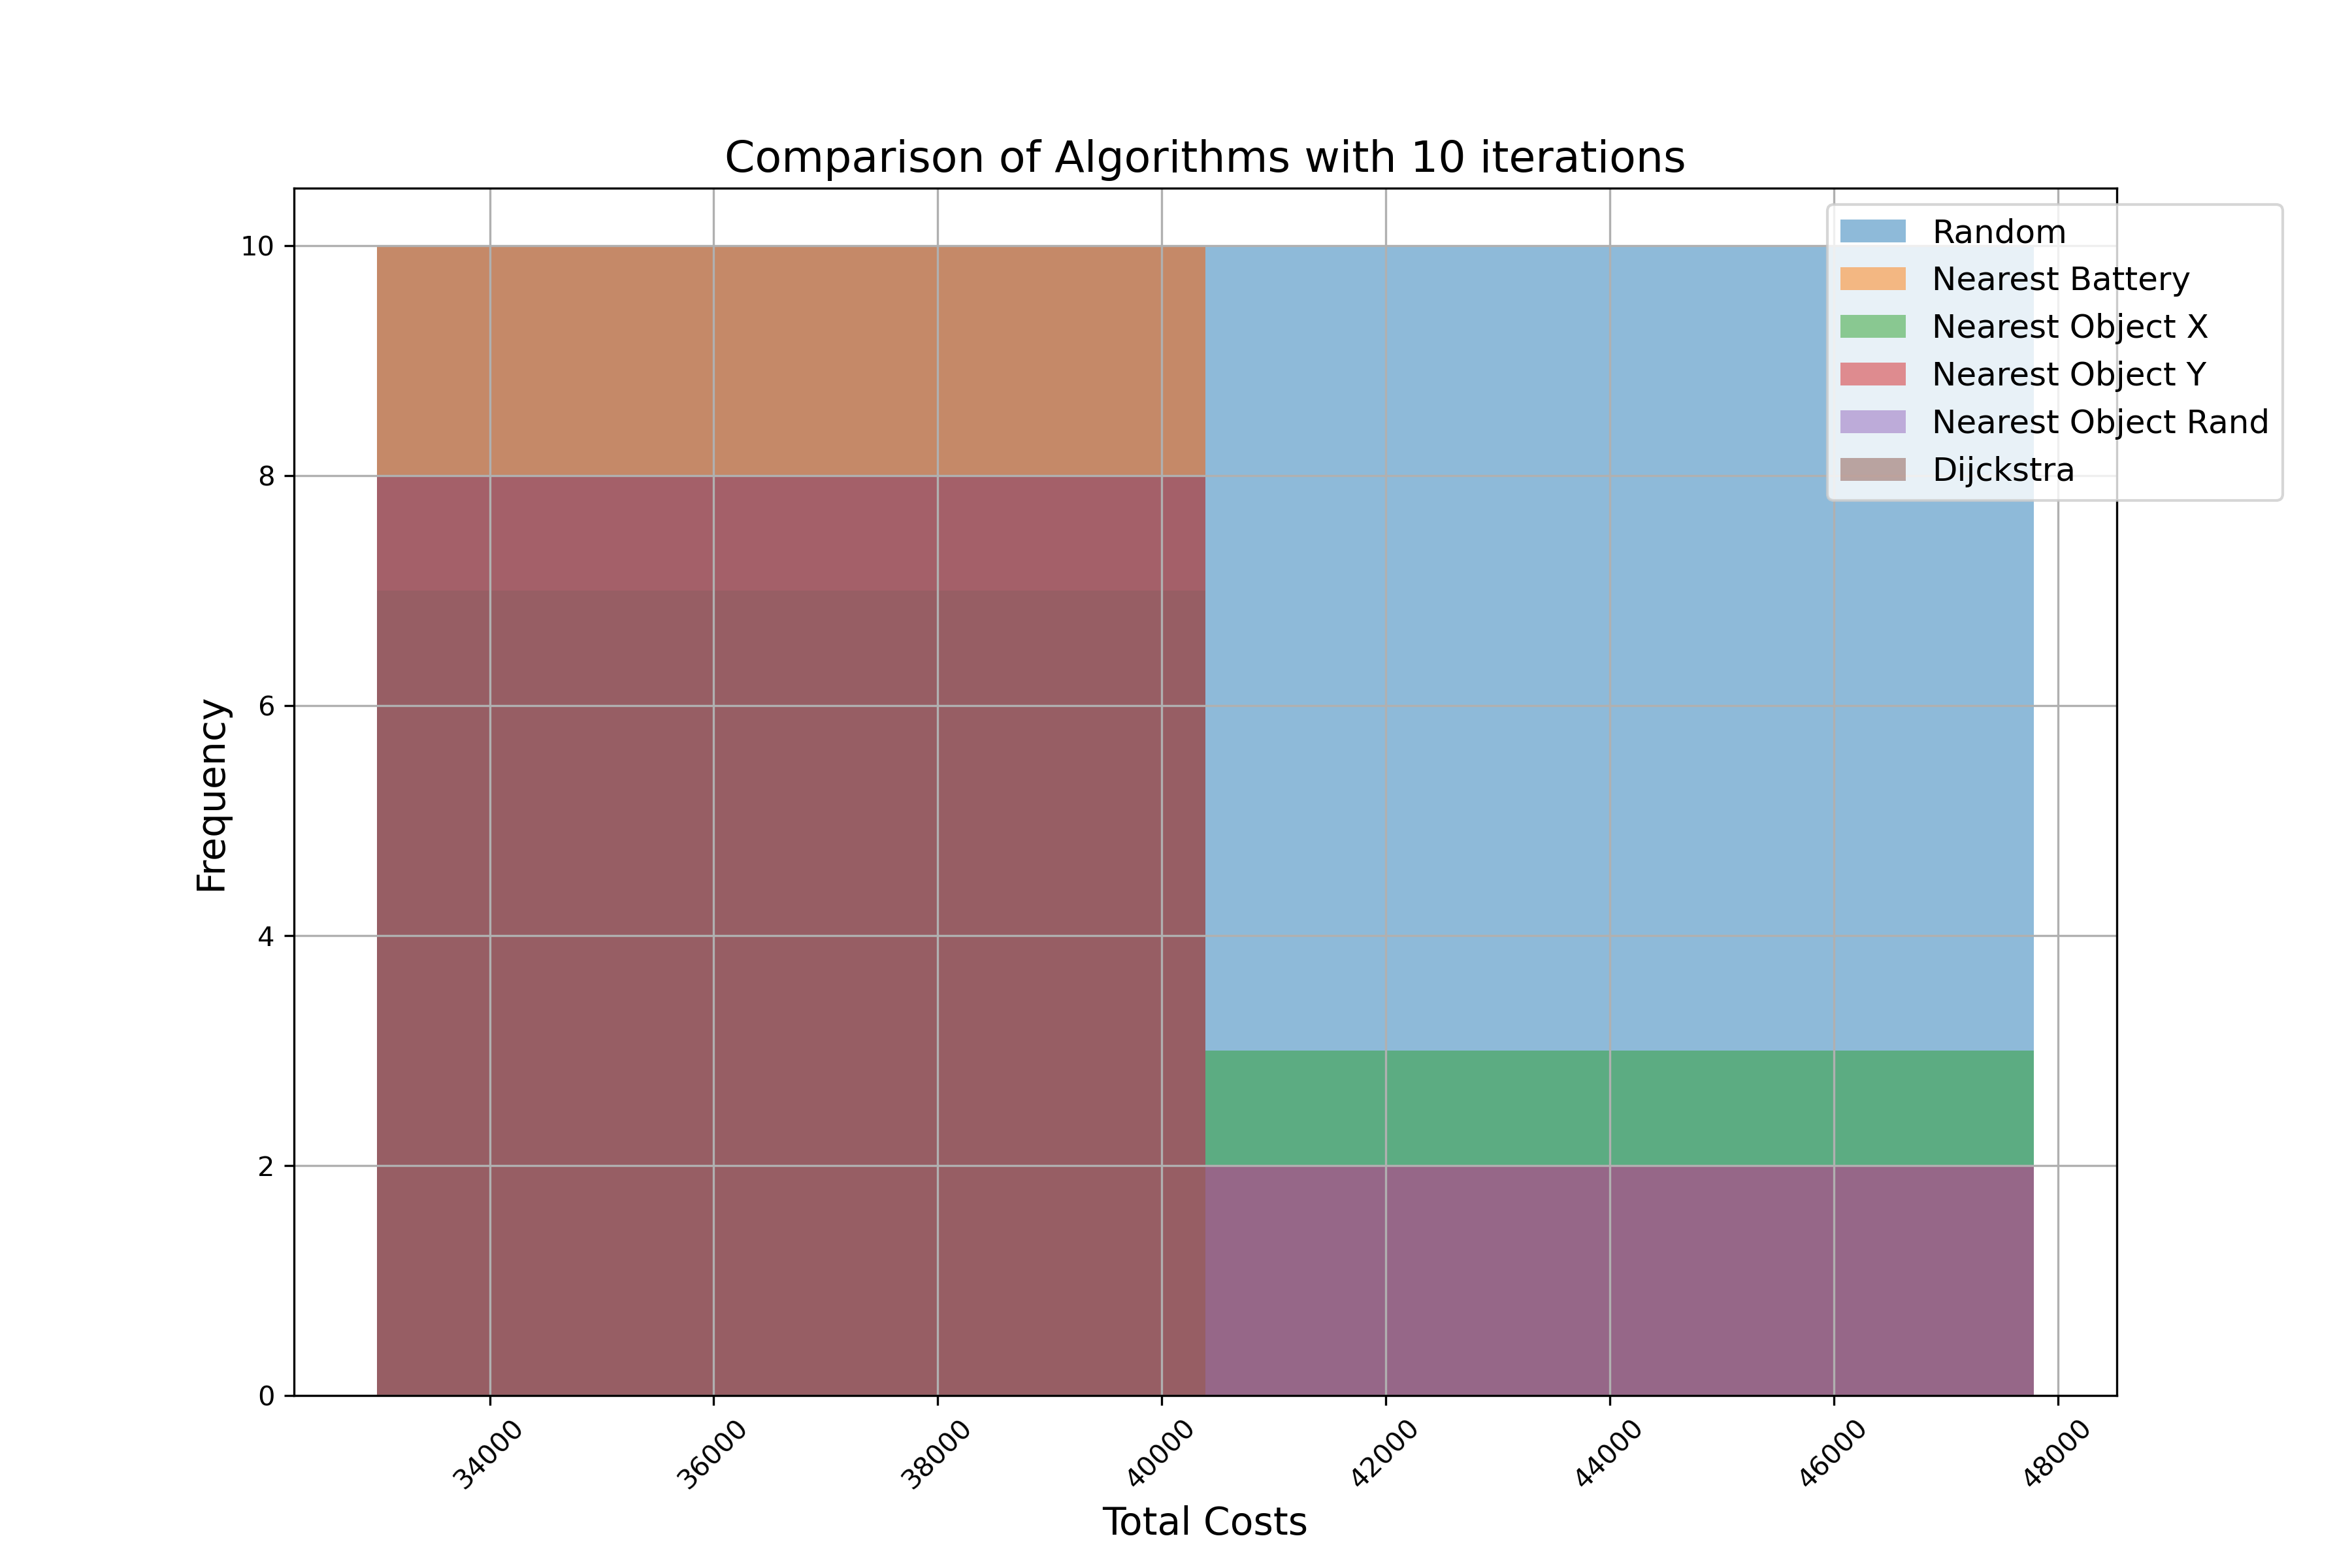 Comparison of Algorithms with 10 iterations
Random
Nearest Battery
Nearest Object X
Nearest Object Y
Nearest Object Rand
Dijckstra
Frequency
10
8
6
4
2
0
34000
36000
38000
40000
42000
44000
46000
48000
Total Costs